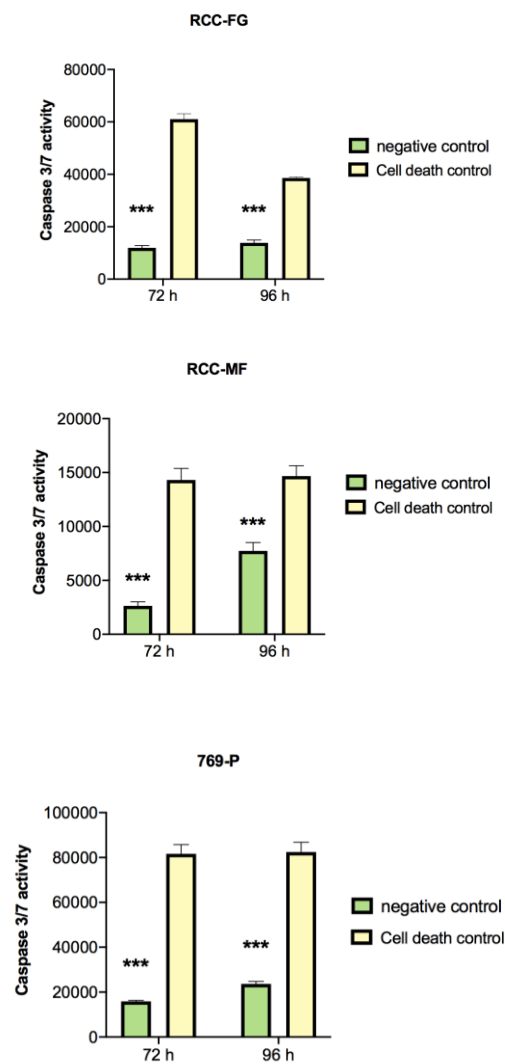 RCC-FG
Caspase 3/7 activity
80000
60000
40000
20000
0
*** ***
72 h 96 h
negative control
Cell death control
RCC-MF
Caspase 3/7 activity
20000
15000
10000
5000
0
*** ***
72 h 96 h
negative control
Cell death control
769-P
Caspase 3/7 activity
100000
80000
60000
40000
20000
0
*** ***
72 h 96 h
negative control
Cell death control